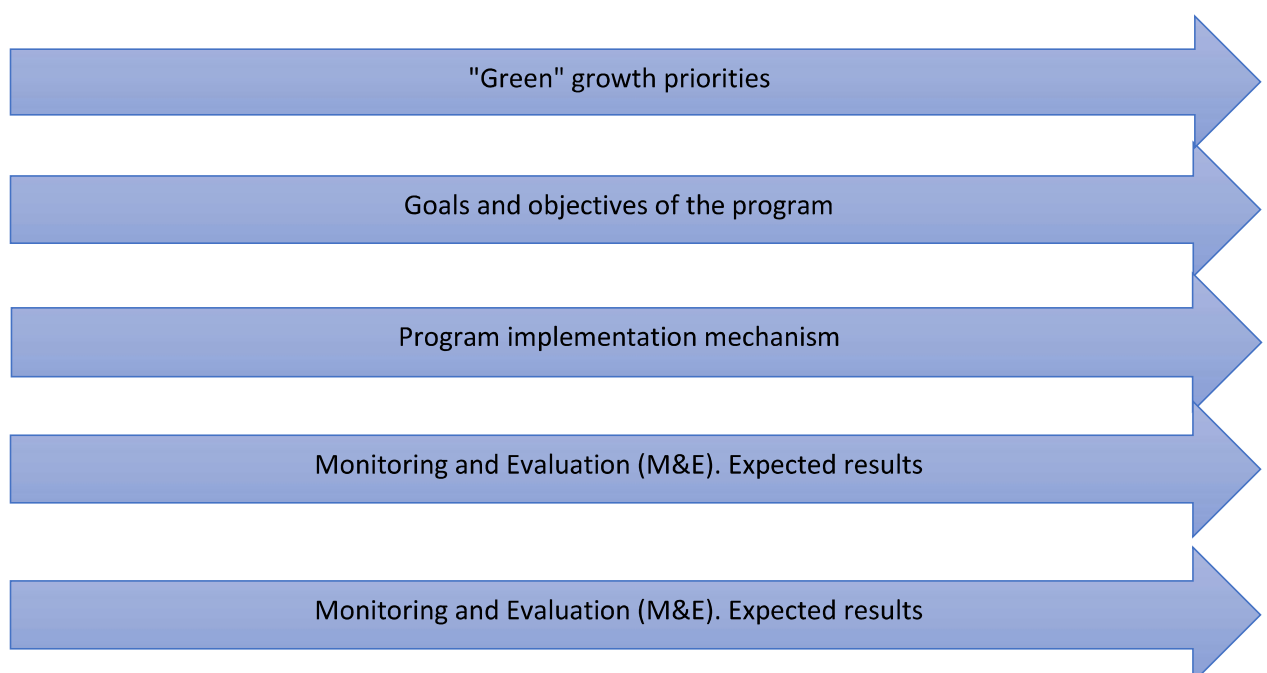 "Green" growth priorities
Goals and objectives of the program
Program implementation mechanism
Monitoring and Evaluation (M&E). Expected results
Monitoring and Evaluation (M&E). Expected results